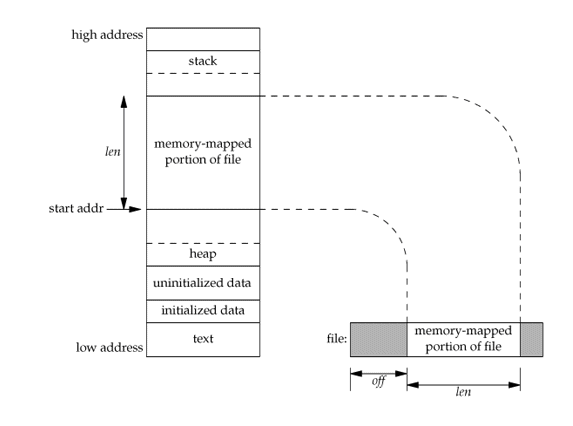 high address
stack
len
memory-mapped
portion of file
start addr
heap
uninitialized data
initialized data
text
low address
file:
memory-mapped
portion of file
off
len